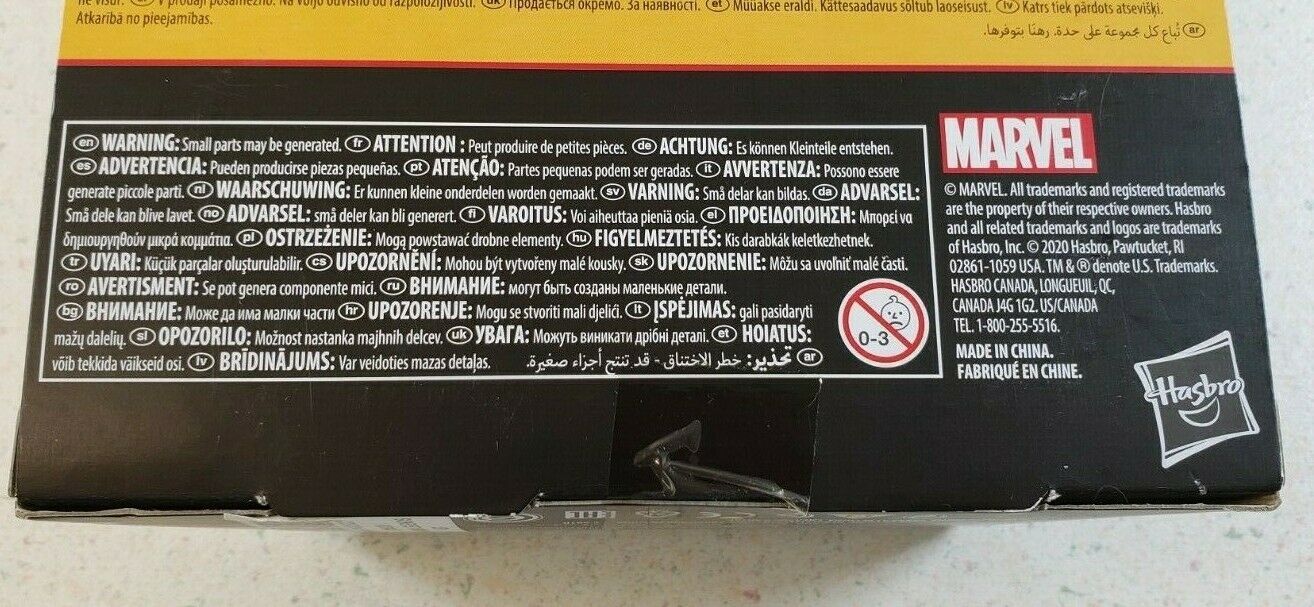 V prodaji posamezno. Na voljo odvisno od razpoložljivosti. uk Продається окремо. За наявності. et Müüakse eraldi. Kättesaadavus sõltub laoseisust. lv Katrs tiek pārdots atsevišķi.
Atkarībā no pieejamības.
ar تُباع كل مجموعة على حدة. رهنًا بتوفرها.
en WARNING: Small parts may be generated. fr ATTENTION : Peut produire de petites pièces. de ACHTUNG: Es können Kleinteile entstehen.
es ADVERTENCIA: Pueden producirse piezas pequeñas. pt ATENÇÃO: Partes pequenas podem ser geradas. it AVVERTENZA: Possono essere
generate piccole parti. nl WAARSCHUWING: Er kunnen kleine onderdelen worden gemaakt. sv VARNING: Små delar kan bildas. da ADVARSEL:
Små dele kan blive lavet. no ADVARSEL: små deler kan bli generert. fi VAROITUS: Voi aiheuttaa pieniä osia. el ΠΡΟΕΙΔΟΠΟΙΗΣΗ: Μπορεί να
δημιουργηθούν μικρά κομμάτια. pl OSTRZEŻENIE: Mogą powstawać drobne elementy. hu FIGYELMEZTETÉS: Kis darabkák keletkezhetnek.
tr UYARI: Küçük parçalar oluşturulabilir. cs UPOZORNĚNÍ: Mohou být vytvořeny malé kousky. sk UPOZORNENIE: Môžu sa uvoľniť malé časti.
ro AVERTISMENT: Se pot genera componente mici. ru ВНИМАНИЕ: могут быть созданы маленькие детали.
bg ВНИМАНИЕ: Може да има малки части hr UPOZORENJE: Mogu se stvoriti mali djelići. lt ĮSPĖJIMAS: gali pasidaryti
mažų dalelių. sl OPOZORILO: Možnost nastanka majhnih delcev. uk УВАГА: Можуть виникати дрібні деталі. et HOIATUS:
võib tekkida väikseid osi. lv BRĪDINĀJUMS: Var veidoties mazas detaļas. ar تحذير: خطر الاختناق - قد تنتج أجزاء صغيرة.
0-3
MARVEL
© MARVEL. All trademarks and registered trademarks
are the property of their respective owners. Hasbro
and all related trademarks and logos are trademarks
of Hasbro, Inc. © 2020 Hasbro, Pawtucket, RI
02861-1059 USA. TM & ® denote U.S. Trademarks.
HASBRO CANADA, LONGUEUIL, QC,
CANADA J4G 1G2. US/CANADA
TEL. 1-800-255-5516.
MADE IN CHINA.
FABRIQUÉ EN CHINE.
Hasbro